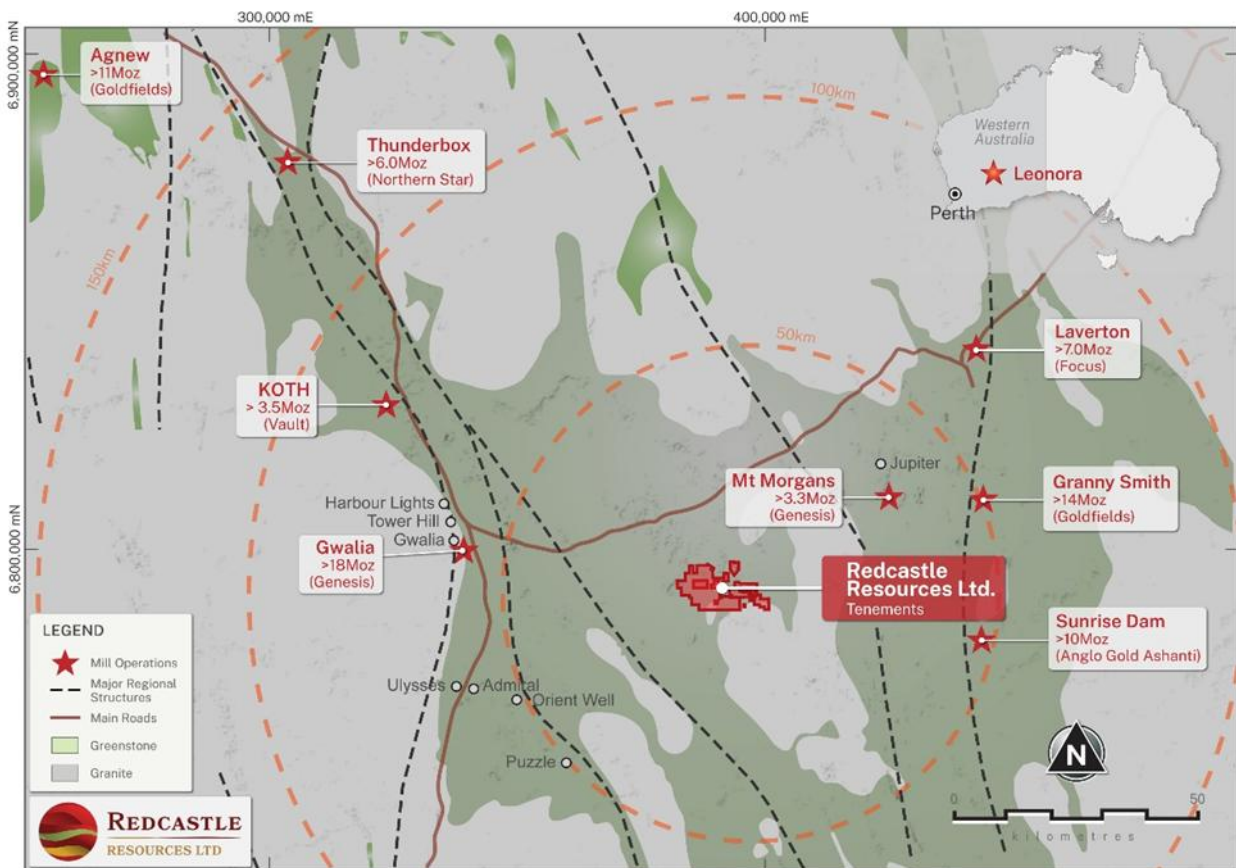 300,000 mE
400,000 mE
6,900,000 mN
6,800,000 mN
Agnew
>11Moz
(Goldfields)
Thunderbox
>6.0Moz
(Northern Star)
100km
150km
50km
Western
Australia
Leonora
Perth
Laverton
>7.0Moz
(Focus)
KOTH
> 3.5Moz
(Vault)
Jupiter
Mt Morgans
>3.3Moz
(Genesis)
Granny Smith
>14Moz
(Goldfields)
Harbour Lights
Tower Hill
Gwalia
Gwalia
>18Moz
(Genesis)
Redcastle
Resources Ltd.
Tenements
Sunrise Dam
>10Moz
(Anglo Gold Ashanti)
LEGEND
Mill Operations
Major Regional
Structures
Main Roads
Greenstone
Granite
Ulysses
Admital
Orient Well
Puzzle
N
0
50
kilometres
REDCASTLE
RESOURCES LTD